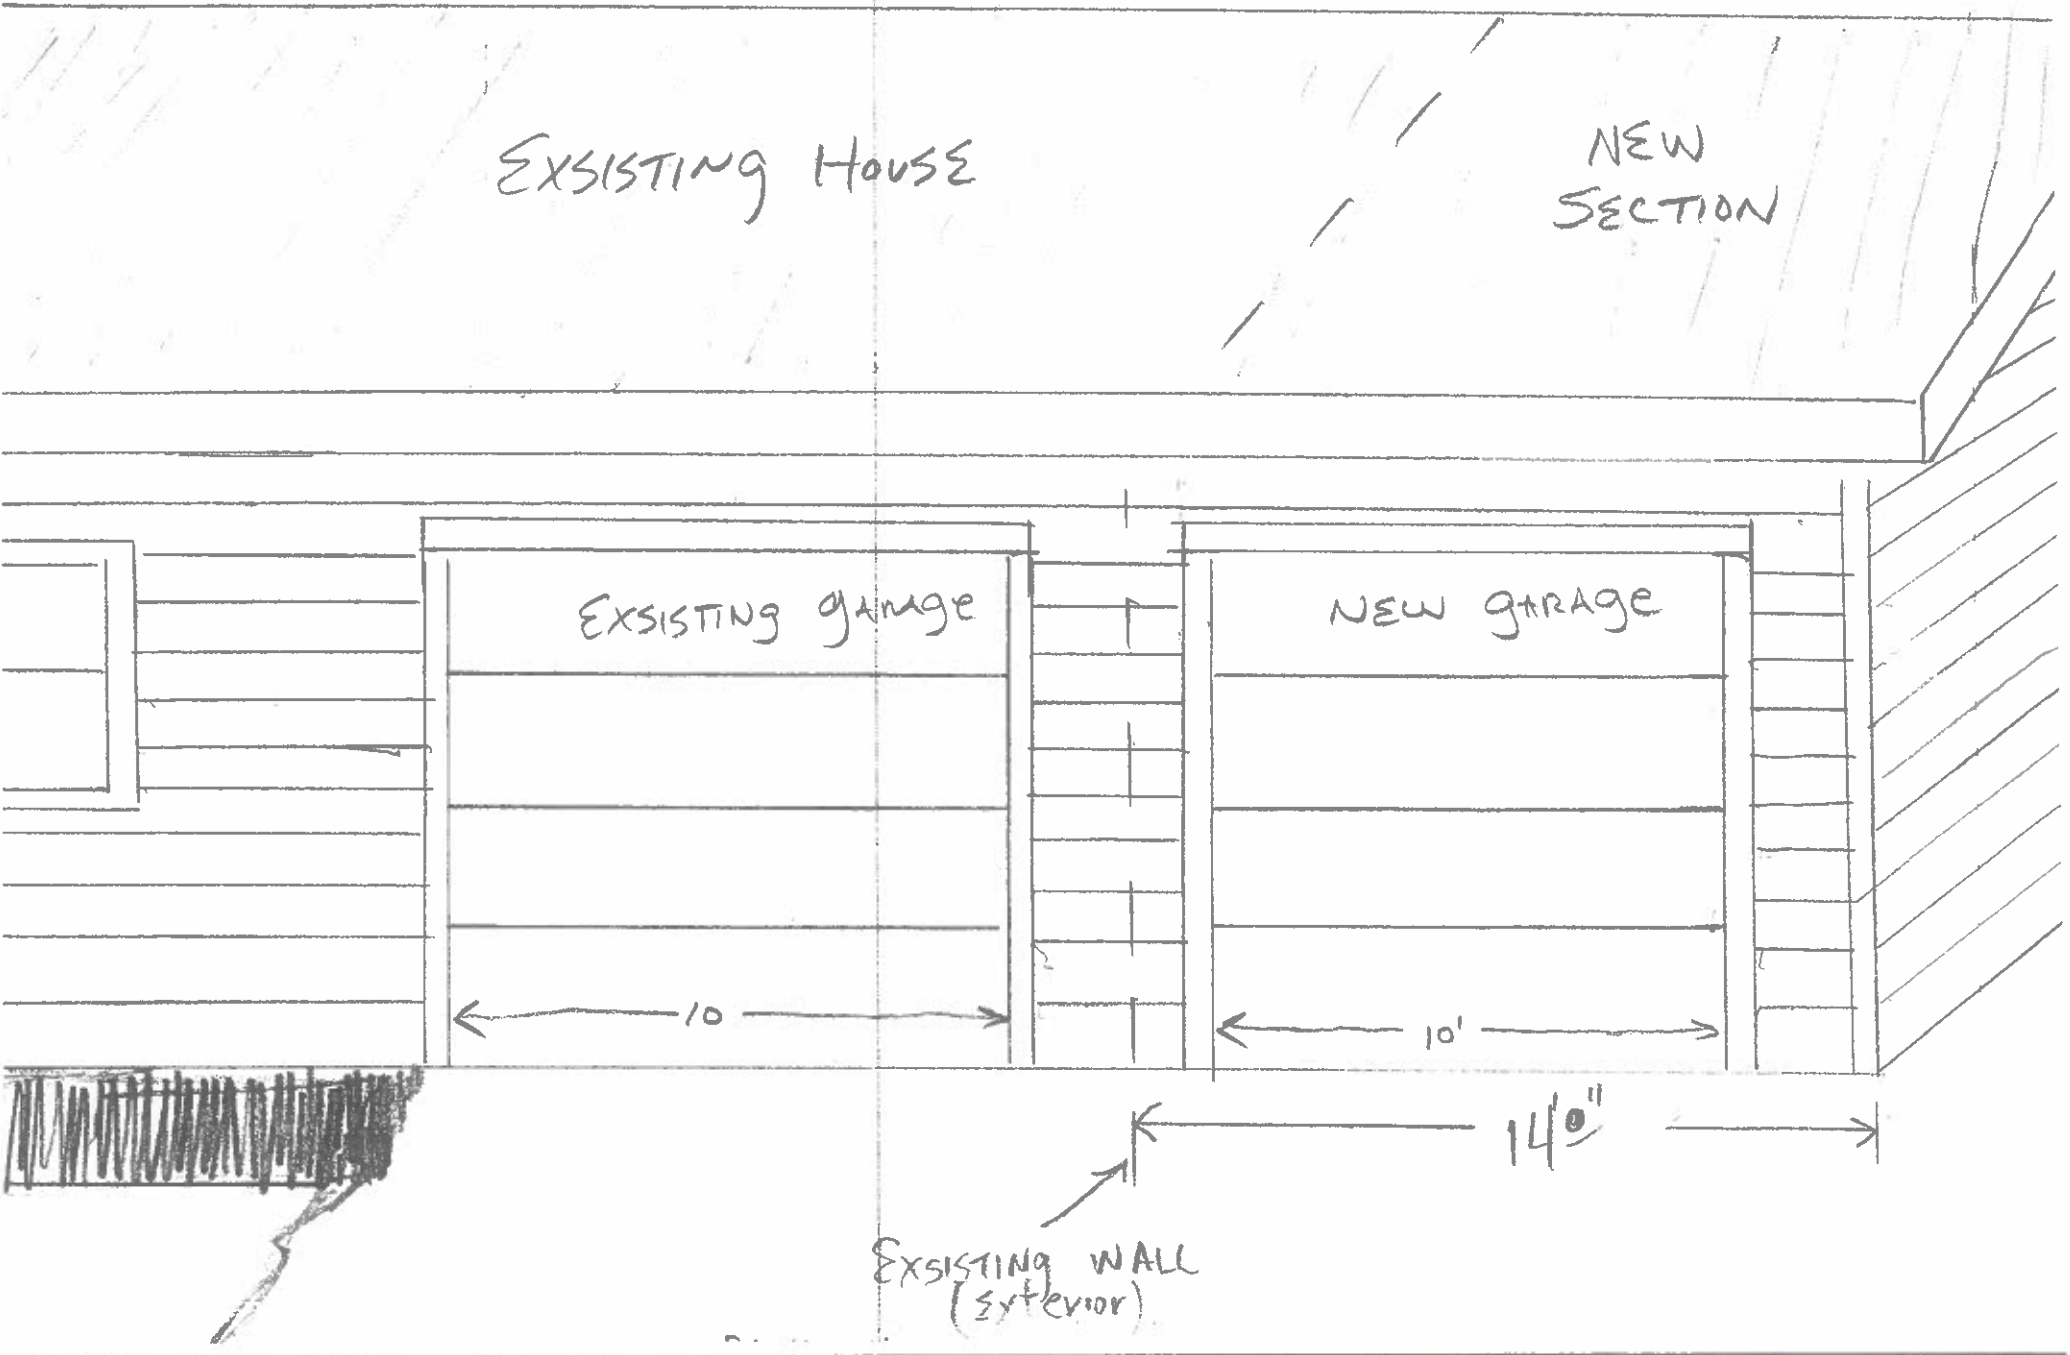 EXSISTING HOUSE
NEW
SECTION
EXSISTING GARAGE
NEW GARAGE
10
10'
14'0"
EXSISTING WALL
(Exterior)